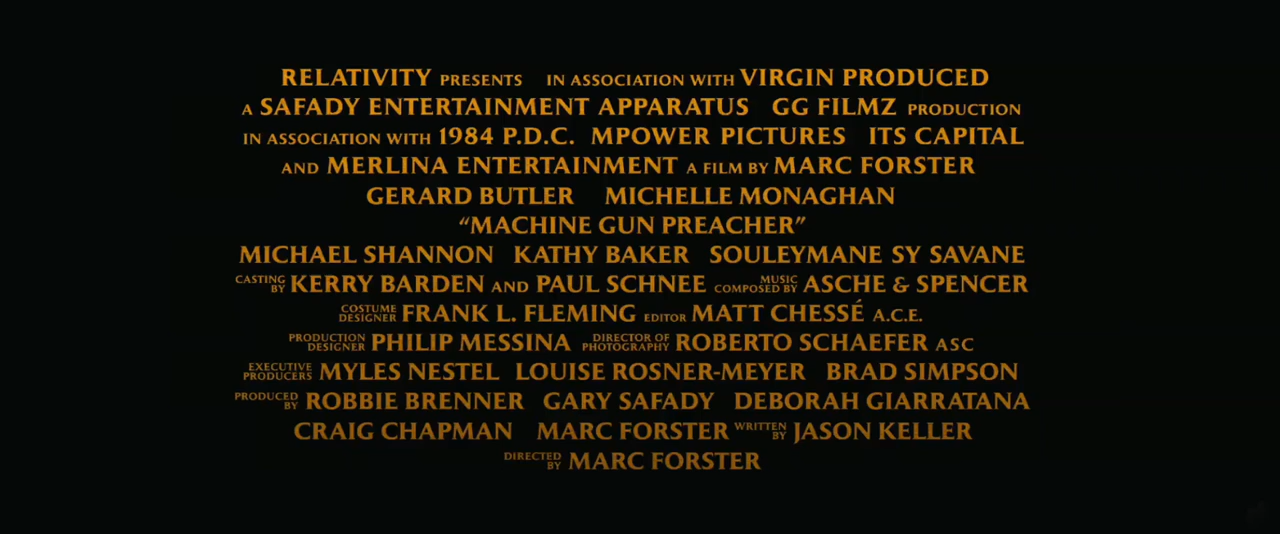 RELATIVITY PRESENTS IN ASSOCIATION WITH VIRGIN PRODUCED
A SAFADY ENTERTAINMENT APPARATUS GG FILMZ PRODUCTION
IN ASSOCIATION WITH 1984 P.D.C. MPOWER PICTURES ITS CAPITAL
AND MERLINA ENTERTAINMENT A FILM BY MARC FORSTER
GERARD BUTLER MICHELLE MONAGHAN
“MACHINE GUN PREACHER”
MICHAEL SHANNON KATHY BAKER SOULEYMANE SY SAVANE
CASTING BY KERRY BARDEN AND PAUL SCHNEE MUSIC COMPOSED BY ASCHE & SPENCER
COSTUME DESIGNER FRANK L. FLEMING EDITOR MATT CHESSÉ A.C.E.
PRODUCTION DESIGNER PHILIP MESSINA DIRECTOR OF PHOTOGRAPHY ROBERTO SCHAEFER ASC
EXECUTIVE PRODUCERS MYLES NESTEL LOUISE ROSNER-MEYER BRAD SIMPSON
PRODUCED BY ROBBIE BRENNER GARY SAFADY DEBORAH GIARRATANA
CRAIG CHAPMAN MARC FORSTER WRITTEN BY JASON KELLER
DIRECTED BY MARC FORSTER